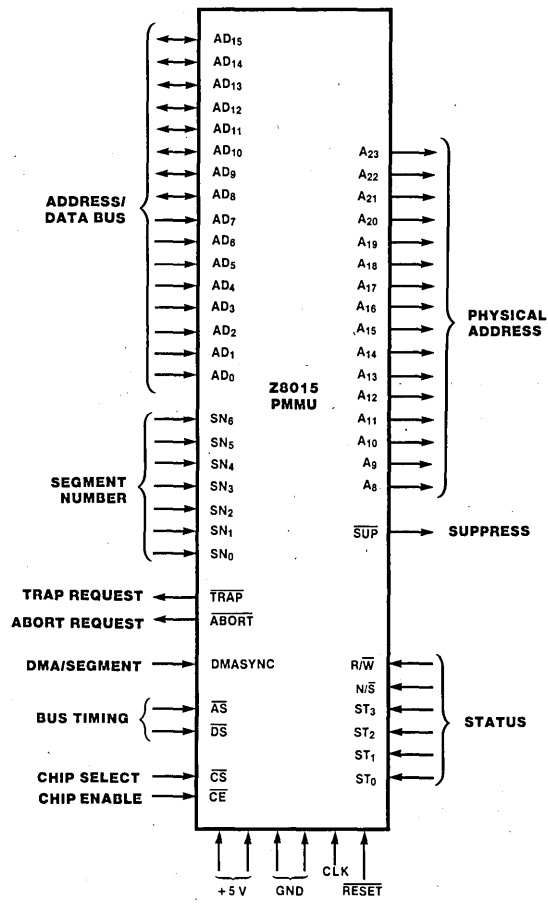 AD15
AD14
AD13
AD12
AD11
AD10
AD9
AD8
AD7
AD6
AD5
AD4
AD3
AD2
AD1
AD0
ADDRESS/
DATA BUS
SN6
SN5
SN4
SN3
SN2
SN1
SN0
SEGMENT
NUMBER
TRAP REQUEST
TRAP
ABORT REQUEST
ABORT
DMA/SEGMENT
DMASYNC
BUS TIMING
AS
DS
CHIP SELECT
CS
CHIP ENABLE
CE
Z8015
PMMU
A23
A22
A21
A20
A19
A18
A17
A16
A15
A14
A13
A12
A11
A10
A9
A8
PHYSICAL
ADDRESS
SUP
SUPPRESS
R/W
N/S
ST3
ST2
ST1
ST0
STATUS
+5 V
GND
CLK
RESET